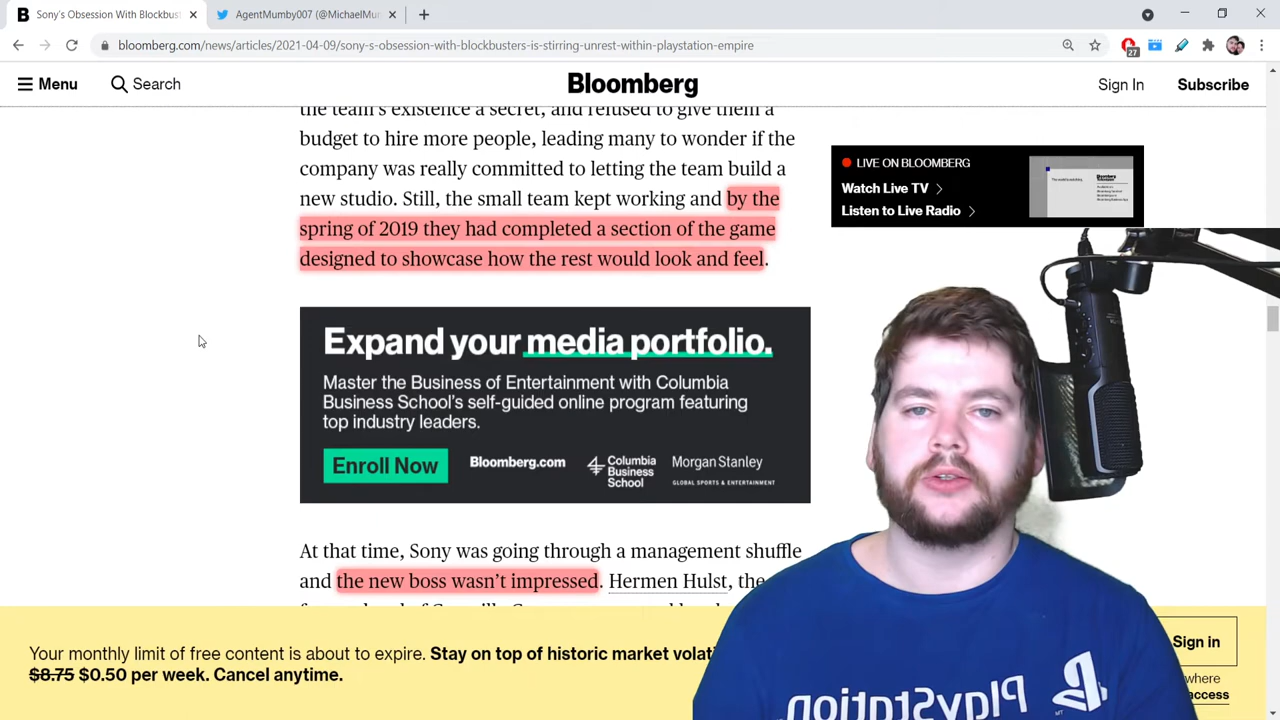 Sony's Obsession With Blockbus
AgentMumby007 (@MichaelMu
bloomberg.com/news/articles/2021-04-09/sony-s-obsession-with-blockbusters-is-stirring-unrest-within-playstation-empire
27
Menu
Search
Bloomberg
Sign In
Subscribe
the team's existence a secret, and refused to give them a
budget to hire more people, leading many to wonder if the
company was really committed to letting the team build a
new studio.Still, the small team kept working and by the
spring of 2019 they had completed a section of the game
designed to showcase how the rest would look and feel.
LIVE ON BLOOMBERG
Watch Live TV
Listen to Live Radio
Expand your media portfolio.
Master the Business of Entertainment with Columbia
Business School's self-guided online program featuring
top industry leaders.
Enroll Now
Bloomberg.com
Columbia
Business
School
Morgan Stanley
GLOBAL SPORTS & ENTERTAINMENT
At that time, Sony was going through a management shuffle
and the new boss wasn't impressed. Hermen Hulst, the
Your monthly limit of free content is about to expire. Stay on top of historic market vola
$8.75 $0.50 per week. Cancel anytime.
Sign in
where
access
PlayStation